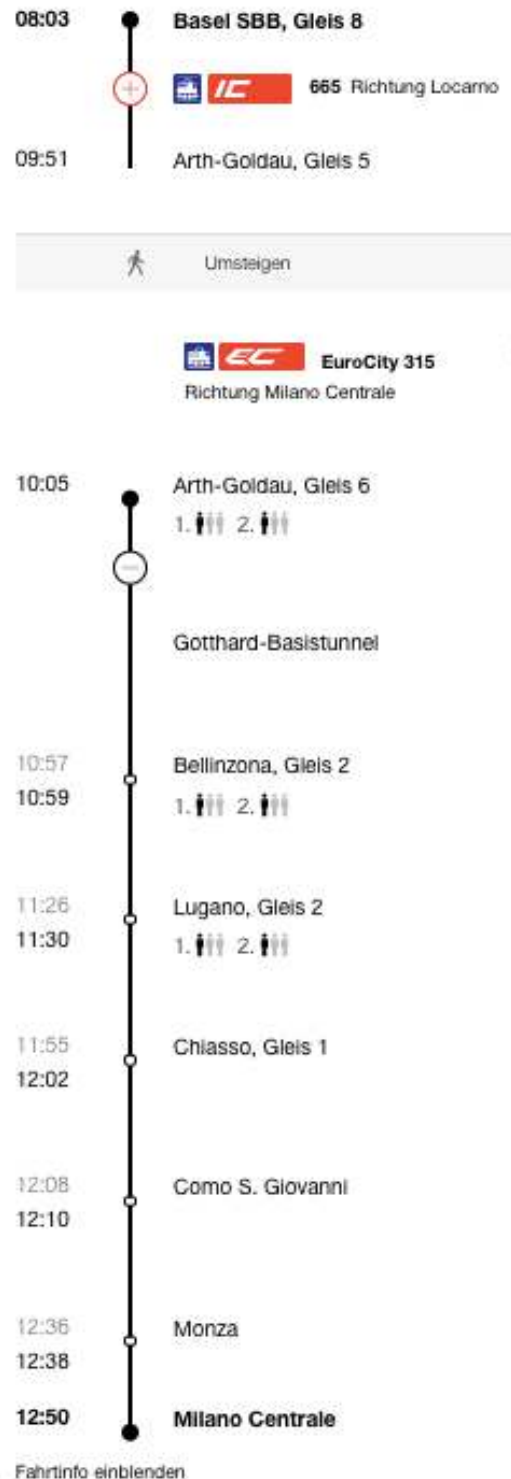 08:03 Basel SBB, Gleis 8
IC 665 Richtung Locarno
09:51 Arth-Goldau, Gleis 5
Umsteigen
EC EuroCity 315
Richtung Milano Centrale
10:05 Arth-Goldau, Gleis 6
1. 2.
Gotthard-Basistunnel
10:57 Bellinzona, Gleis 2
10:59
1. 2.
11:26 Lugano, Gleis 2
11:30
1. 2.
11:55 Chiasso, Gleis 1
12:02
12:08 Como S. Giovanni
12:10
12:36 Monza
12:38
12:50 Milano Centrale
Fahrtinfo einblenden